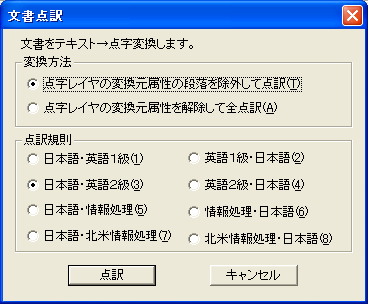 文書点訳
文書をテキスト→点字変換します。
変換方法
点字レイヤの変換元属性の段落を除外して点訳(T)
点字レイヤの変換元属性を解除して全点訳(A)
点訳規則
日本語・英語1級(1)
英語1級・日本語(2)
日本語・英語2級(3)
英語2級・日本語(4)
日本語・情報処理(5)
情報処理・日本語(6)
日本語・北米情報処理(7)
北米情報処理・日本語(8)
点訳
キャンセル